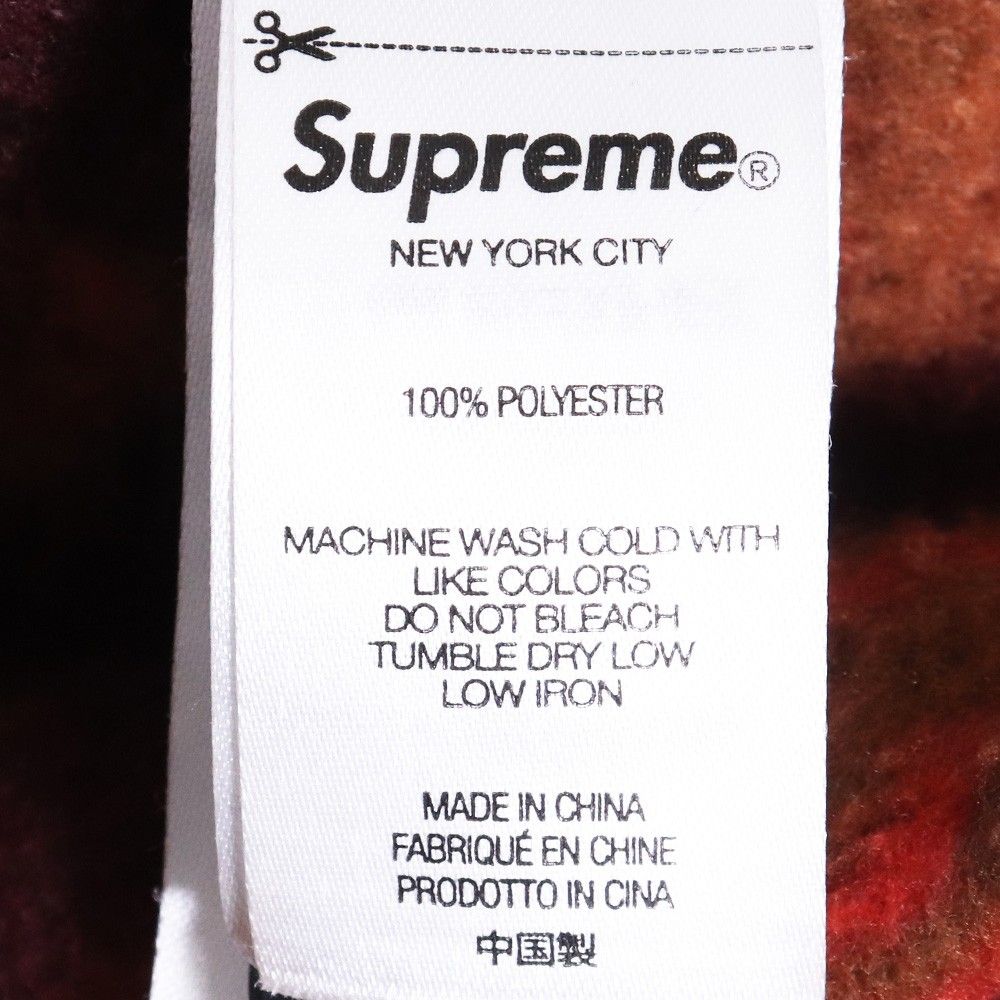 Supreme®
NEW YORK CITY
100% POLYESTER
MACHINE WASH COLD WITH
LIKE COLORS
DO NOT BLEACH
TUMBLE DRY LOW
LOW IRON
MADE IN CHINA
FABRIQUÉ EN CHINE
PRODOTTO IN CINA
中国製